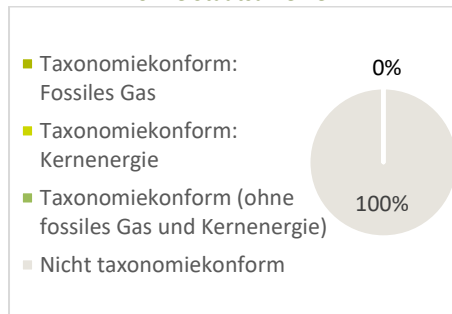 Taxonomiekonform:
Fossiles Gas
Taxonomiekonform:
Kernenergie
Taxonomiekonform (ohne
fossiles Gas und Kernenergie)
Nicht taxonomiekonform
0%
100%